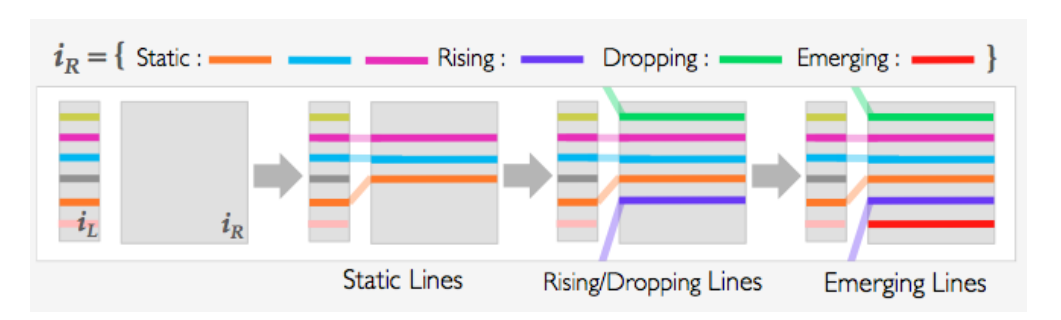 i_R = { Static : Rising : Dropping : Emerging : }
i_L i_R
Static Lines Rising/Dropping Lines Emerging Lines